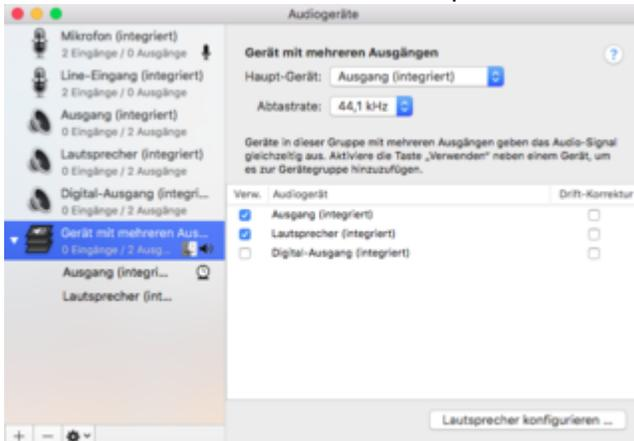 Audiogeräte
Mikrofon (integriert)
2 Eingänge / 0 Ausgänge
Line-Eingang (integriert)
2 Eingänge / 0 Ausgänge
Ausgang (integriert)
0 Eingänge / 2 Ausgänge
Lautsprecher (integriert)
0 Eingänge / 2 Ausgänge
Digital-Ausgang (integri...
0 Eingänge / 2 Ausgänge
Gerät mit mehreren Aus...
0 Eingänge / 2 Ausg...
Ausgang (integri...
Lautsprecher (int...
Gerät mit mehreren Ausgängen
?
Haupt-Gerät: Ausgang (integriert)
Abtastrate: 44,1 kHz
Geräte in dieser Gruppe mit mehreren Ausgängen geben das Audio-Signal
gleichzeitig aus. Aktiviere die Taste „Verwenden" neben einem Gerät, um
es zur Gerätegruppe hinzuzufügen.
Verw. Audiogerät Drift-Korrektur
Ausgang (integriert)
Lautsprecher (integriert)
Digital-Ausgang (integriert)
Lautsprecher konfigurieren ...